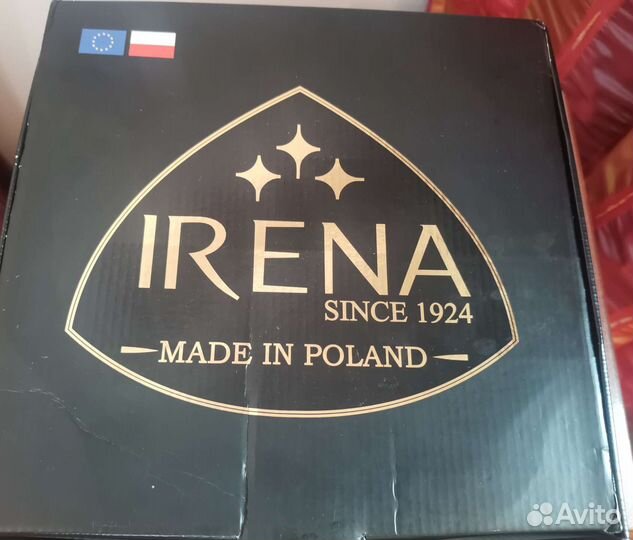 IRENA
SINCE 1924
MADE IN POLAND
Avito